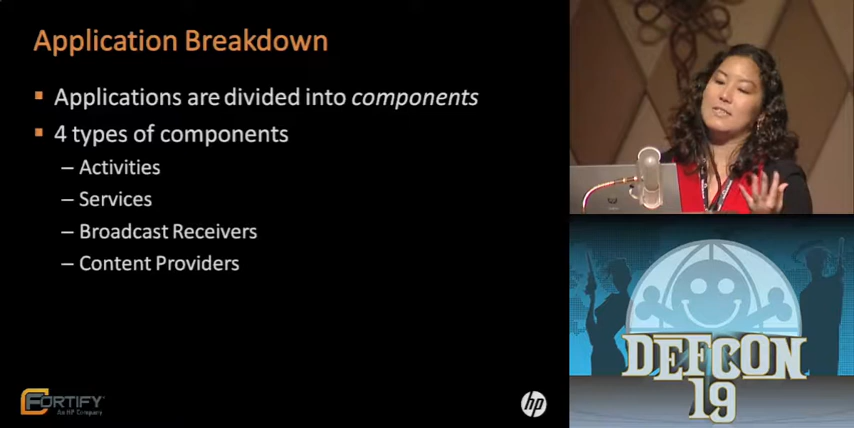 Application Breakdown
▪ Applications are divided into components
▪ 4 types of components
– Activities
– Services
– Broadcast Receivers
– Content Providers
FORTIFY
An HP Company
hp
DEFCON
19